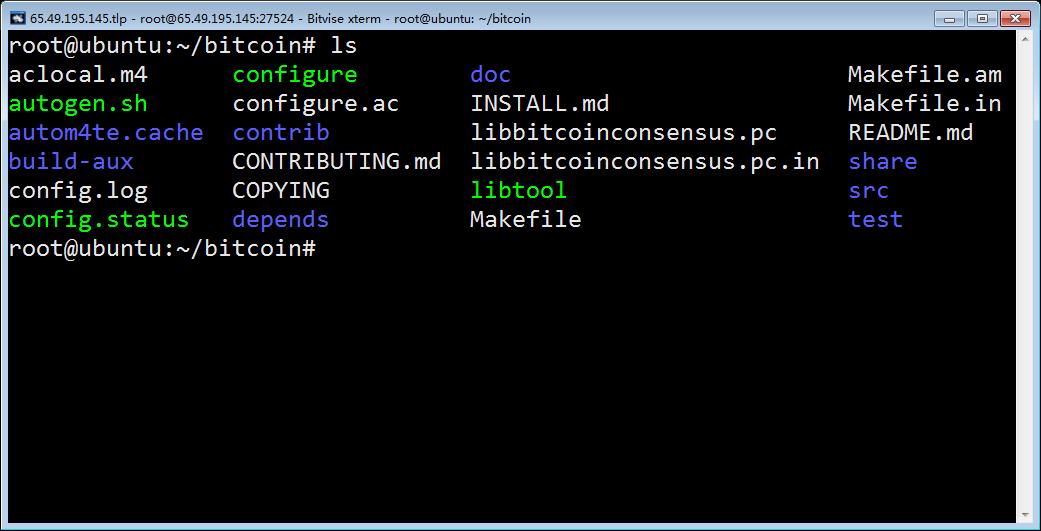 65.49.195.145.tlp - root@65.49.195.145:27524 - Bitvise xterm - root@ubuntu: ~/bitcoin
root@ubuntu:~/bitcoin# ls
aclocal.m4 configure doc Makefile.am
autogen.sh configure.ac INSTALL.md Makefile.in
autom4te.cache contrib libbitcoinconsensus.pc README.md
build-aux CONTRIBUTING.md libbitcoinconsensus.pc.in share
config.log COPYING libtool src
config.status depends Makefile test
root@ubuntu:~/bitcoin#